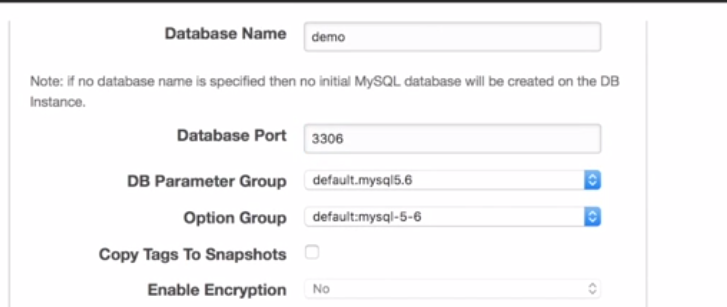 Database Name demo
Note: if no database name is specified then no initial MySQL database will be created on the DB
Instance.
Database Port 3306
DB Parameter Group default.mysql5.6
Option Group default:mysql-5-6
Copy Tags To Snapshots
Enable Encryption No